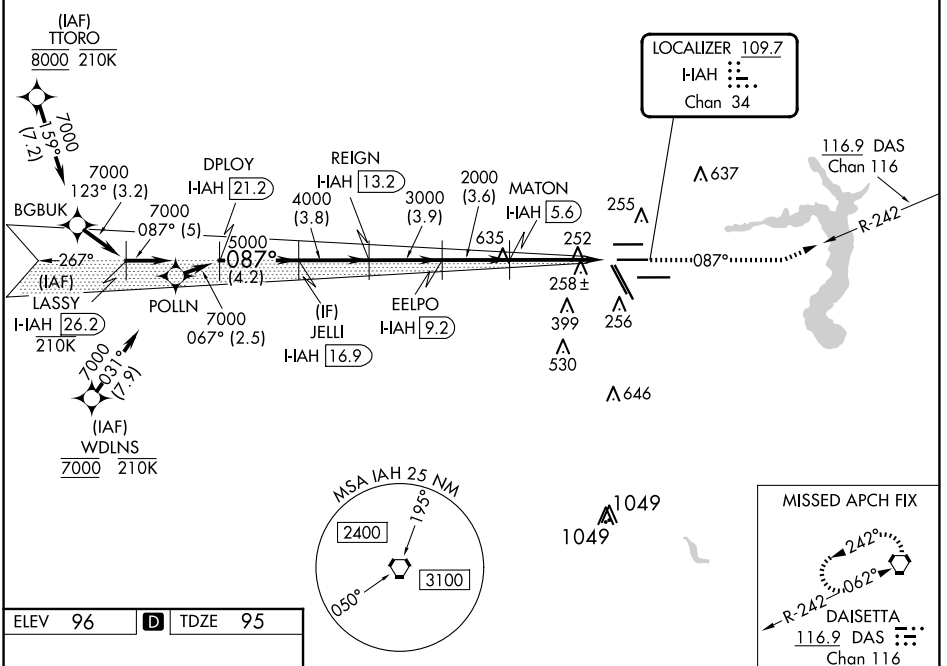 (IAF)
TTORO
8000 210K
7000
159°
(7.2)
7000
123° (3.2)
BGBUK
7000
087° (5)
267°
(IAF)
LASSY
I-IAH 26.2
210K
POLLN
7000
067° (2.5)
7000
031°
(7.9)
(IAF)
WDLNS
7000 210K
DPLOY
I-IAH 21.2
5000
087°
(4.2)
(IF)
JELLI
I-IAH 16.9
4000
(3.8)
REIGN
I-IAH 13.2
3000
(3.9)
EELPO
I-IAH 9.2
2000
(3.6)
MATON
I-IAH 5.6
635
252
258 ±
255
256
399
530
637
646
1049
1049
LOCALIZER 109.7
I-IAH
Chan 34
087°
116.9 DAS
Chan 116
R-242
MSA IAH 25 NM
195°
2400
3100
050°
MISSED APCH FIX
242°
062°
R-242
DAISETTA
116.9 DAS
Chan 116
ELEV 96 D TDZE 95